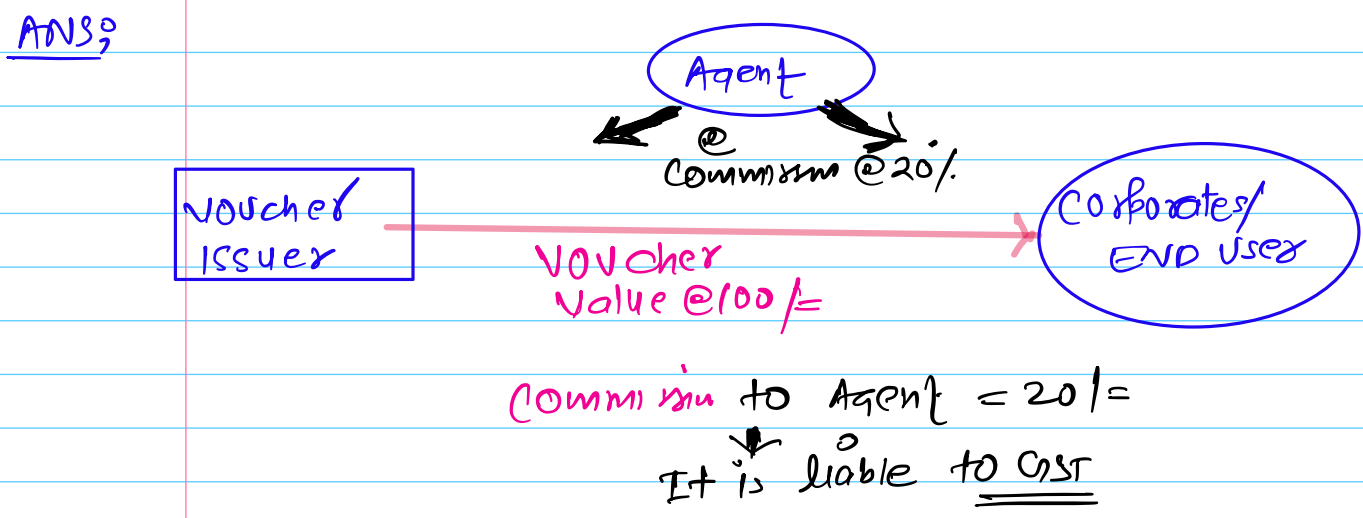 ANS:
Agent
@
Commission @ 20%.
Voucher
Issuer
Corporates/
END User
Voucher
Value @ 100/=
Commission to Agent = 20/=
It is liable to GST